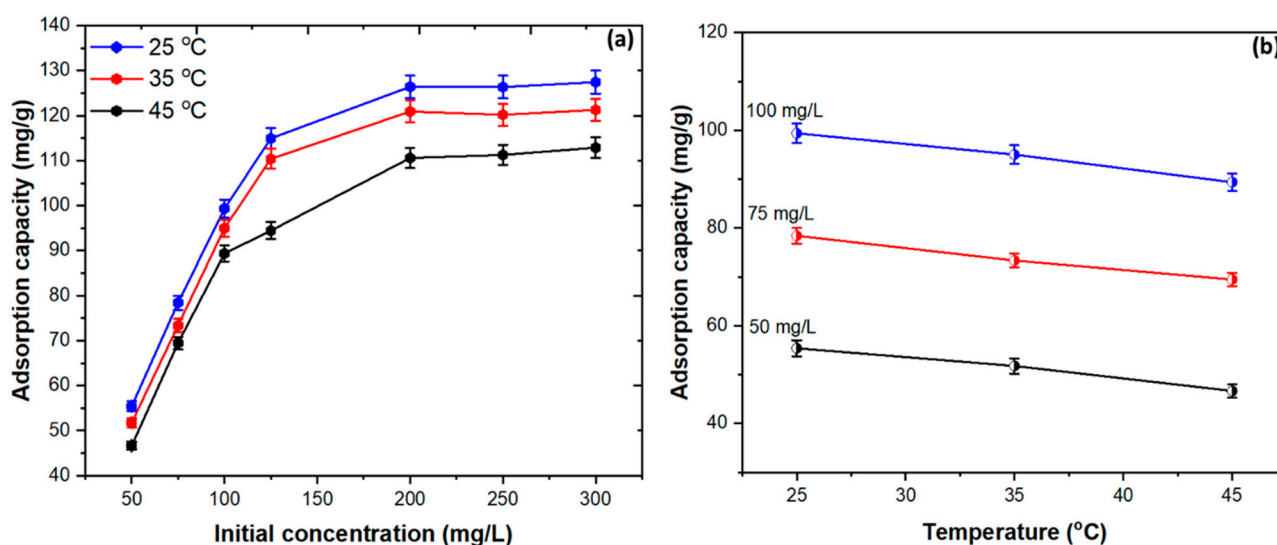 (a)
25 °C
35 °C
45 °C
Adsorption capacity (mg/g)
140
130
120
110
100
90
80
70
60
50
40
50
100
150
200
250
300
Initial concentration (mg/L)
(b)
Adsorption capacity (mg/g)
120
100
80
60
40
100 mg/L
75 mg/L
50 mg/L
25
30
35
40
45
Temperature (°C)